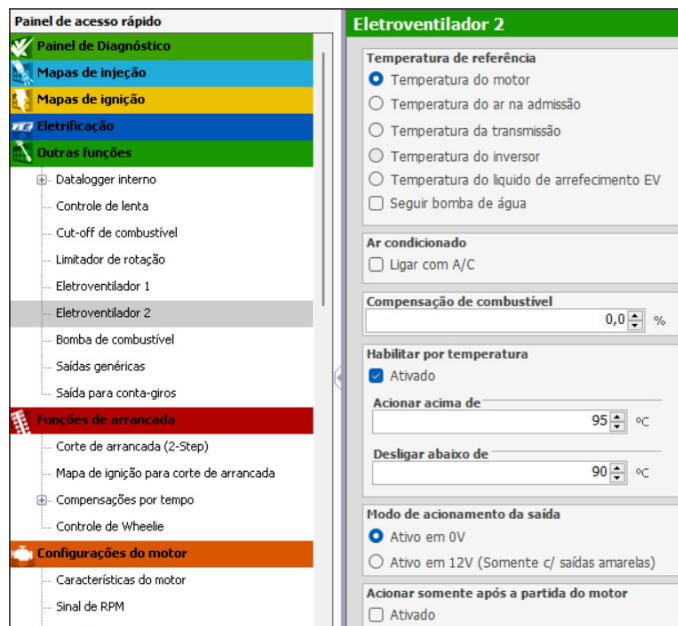 Painel de acesso rápido
Painel de Diagnóstico
Mapas de injeção
Mapas de ignição
Eletrificação
Outras funções
Datalogger interno
Controle de lenta
Cut-off de combustível
Limitador de rotação
Eletroventilador 1
Eletroventilador 2
Bomba de combustível
Saídas genéricas
Saída para conta-giros
Funções de arrancada
Corte de arrancada (2-Step)
Mapa de ignição para corte de arrancada
Compensações por tempo
Controle de Wheelie
Configurações do motor
Características do motor
Sinal de RPM
Eletroventilador 2
Temperatura de referência
Temperatura do motor
Temperatura do ar na admissão
Temperatura da transmissão
Temperatura do inversor
Temperatura do liquido de arrefecimento EV
Seguir bomba de água
Ar condicionado
Ligar com A/C
Compensação de combustível
0,0 %
Habilitar por temperatura
Ativado
Acionar acima de
95 ºC
Desligar abaixo de
90 ºC
Modo de acionamento da saída
Ativo em 0V
Ativo em 12V (Somente c/ saídas amarelas)
Acionar somente após a partida do motor
Ativado